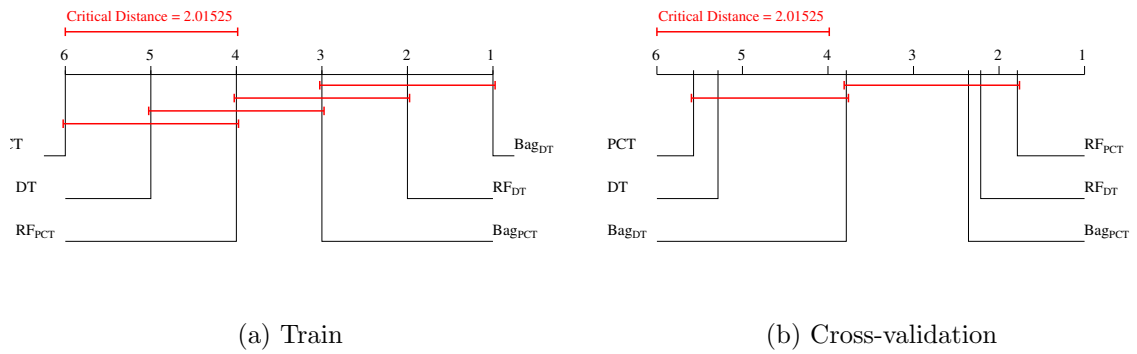 Critical Distance = 2.01525
6 5 4 3 2 1
CT
DT
RF_PCT
Bag_DT
RF_DT
Bag_PCT
(a) Train
Critical Distance = 2.01525
6 5 4 3 2 1
PCT
DT
Bag_DT
RF_PCT
RF_DT
Bag_PCT
(b) Cross-validation